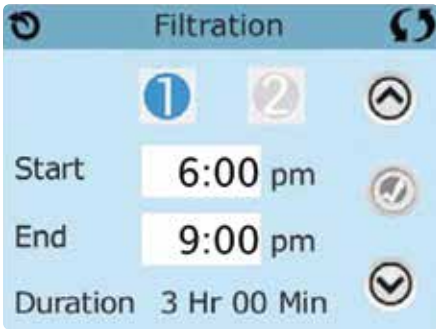 Filtration
1 2
Start 6:00 pm
End 9:00 pm
Duration 3 Hr 00 Min